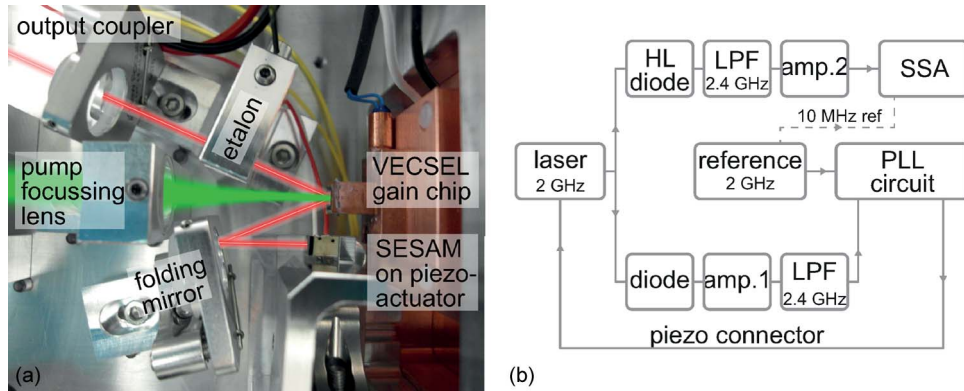 output coupler
etalon
pump
focussing
lens
VECSEL
gain chip
SESAM
on piezo-
actuator
folding
mirror
(a)
HL
diode
LPF
2.4 GHz
amp.2
SSA
10 MHz ref
laser
2 GHz
reference
2 GHz
PLL
circuit
diode
amp.1
LPF
2.4 GHz
piezo connector
(b)